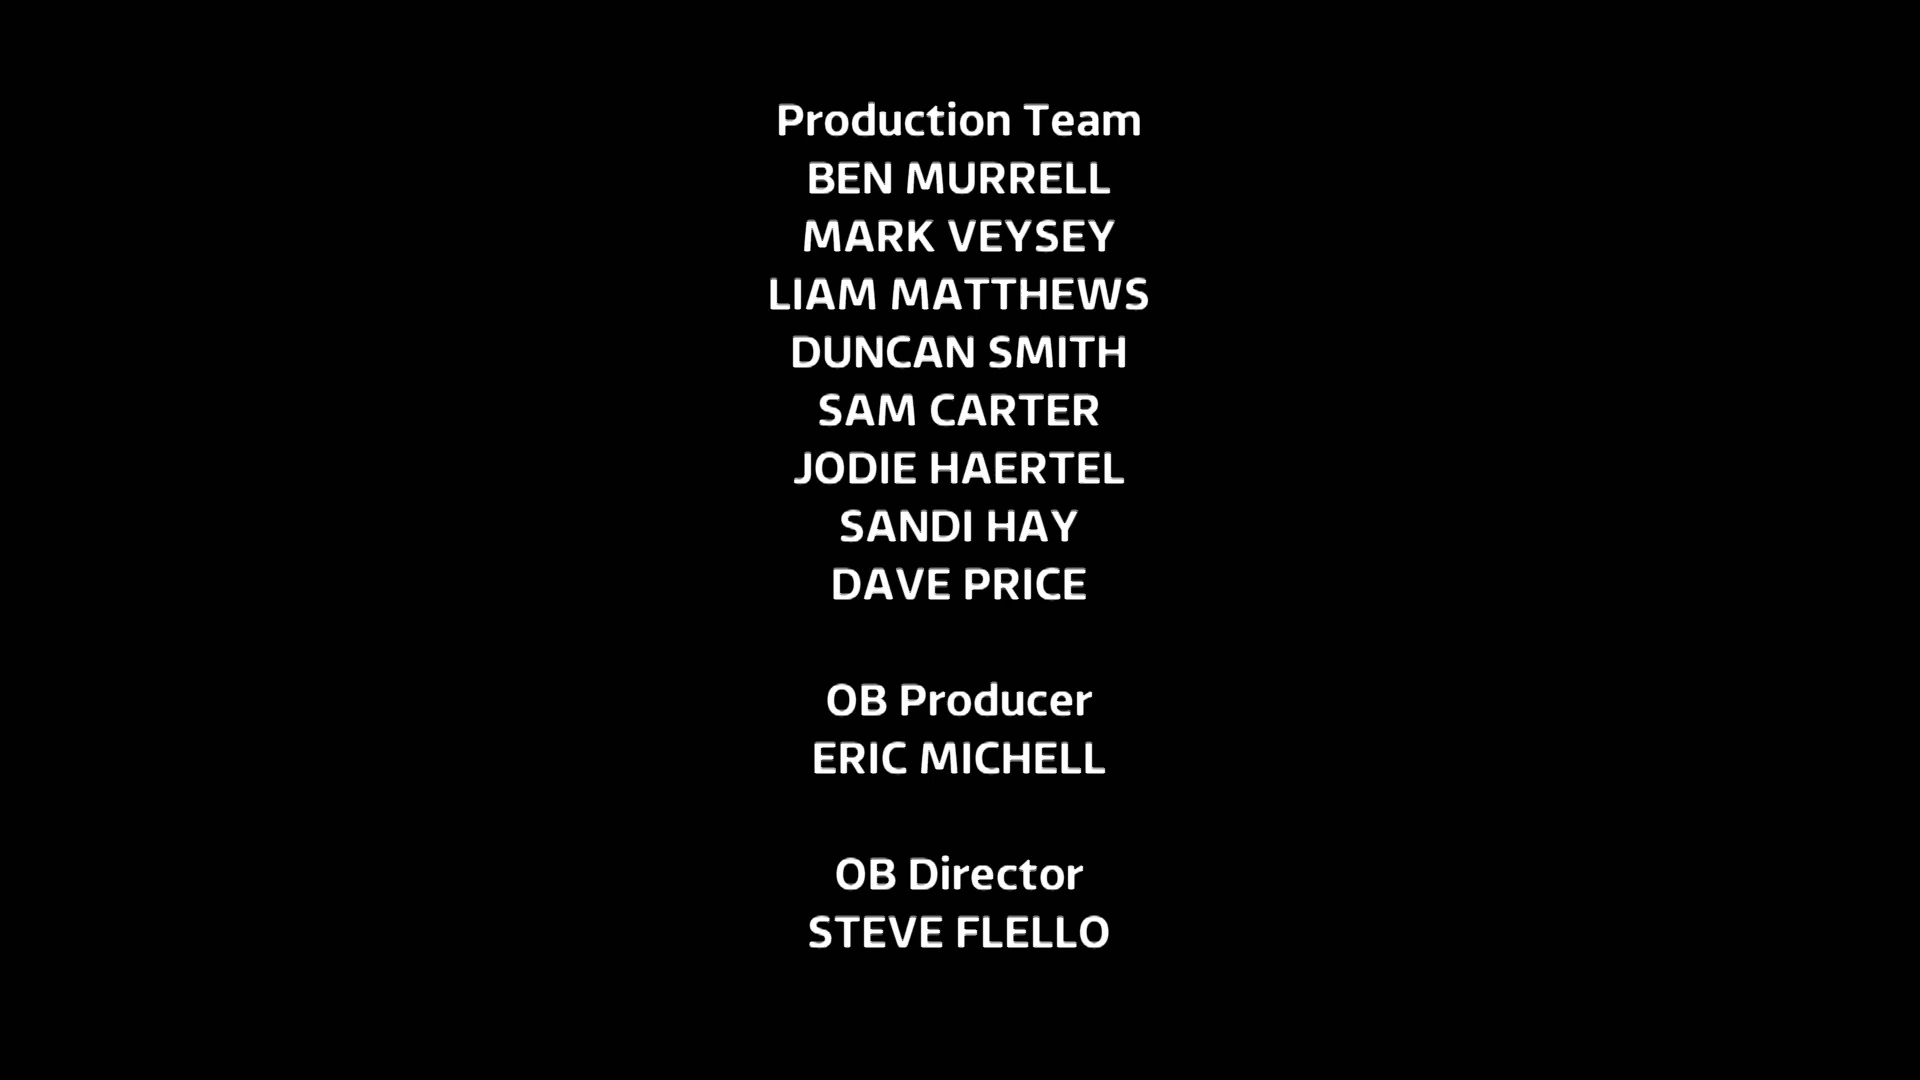 Production Team
BEN MURRELL
MARK VEYSEY
LIAM MATTHEWS
DUNCAN SMITH
SAM CARTER
JODIE HAERTEL
SANDI HAY
DAVE PRICE
OB Producer
ERIC MICHELL
OB Director
STEVE FLELLO